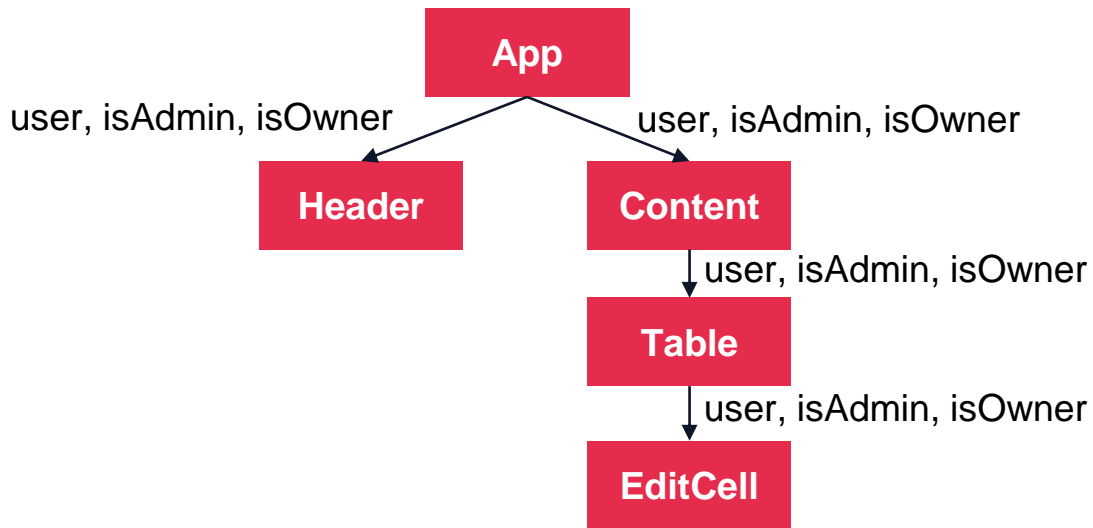 App
user, isAdmin, isOwner
user, isAdmin, isOwner
Header
Content
user, isAdmin, isOwner
Table
user, isAdmin, isOwner
EditCell